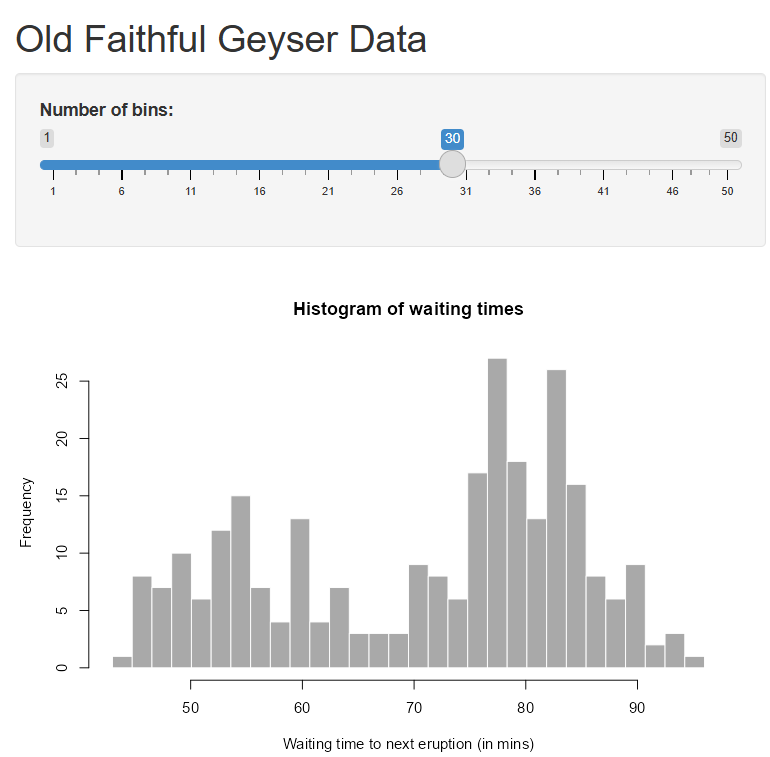 Old Faithful Geyser Data
Number of bins:
1 30 50
1 6 11 16 21 26 31 36 41 46 50
Histogram of waiting times
25
20
15
10
5
0
Frequency
50 60 70 80 90
Waiting time to next eruption (in mins)